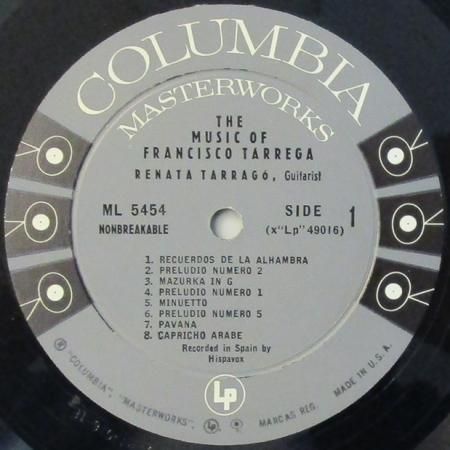 COLUMBIA
MASTERWORKS
THE
MUSIC OF
FRANCISCO TARREGA
RENATA TARRAGÓ, Guitarist
ML 5454 SIDE 1
NONBREAKABLE (x"Lp" 49016)
1. RECUERDOS DE LA ALHAMBRA
2. PRELUDIO NUMERO 2
3. MAZURKA IN G
4. PRELUDIO NUMERO 1
5. MINUETTO
6. PRELUDIO NUMERO 5
7. PAVANA
8. CAPRICHO ARABE
Recorded in Spain by
Hispavox
"COLUMBIA", "MASTERWORKS", Lp MARCAS REG. MADE IN U.S.A.